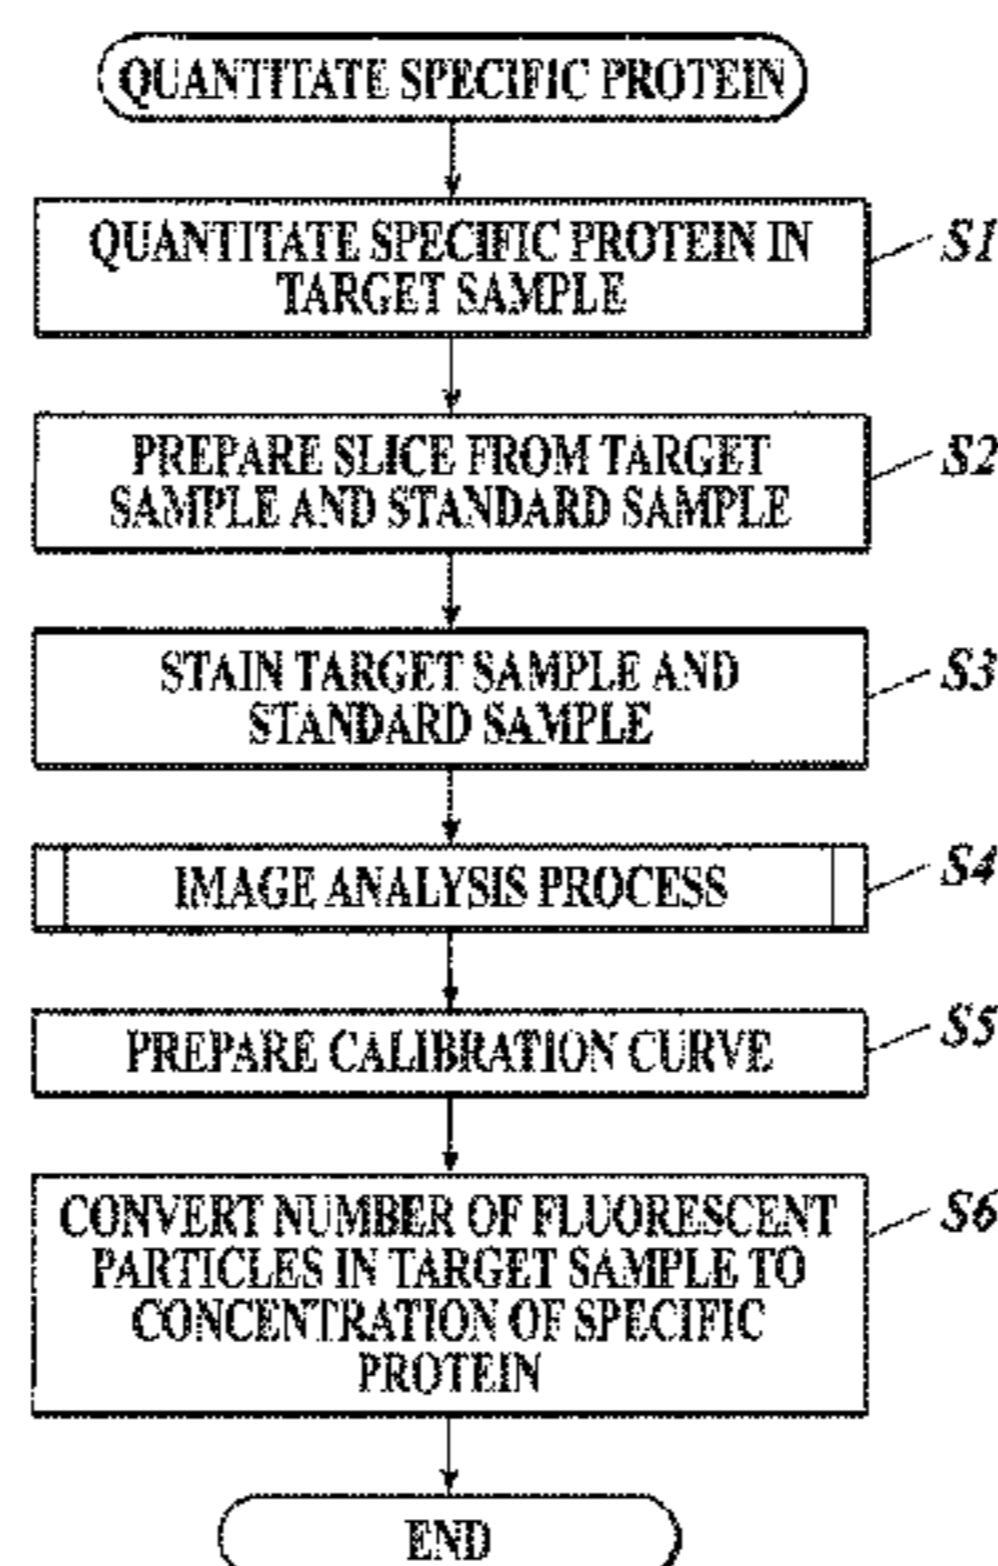 QUANTITATE SPECIFIC PROTEIN
QUANTITATE SPECIFIC PROTEIN IN
TARGET SAMPLE
S1
PREPARE SLICE FROM TARGET
SAMPLE AND STANDARD SAMPLE
S2
STAIN TARGET SAMPLE AND
STANDARD SAMPLE
S3
IMAGE ANALYSIS PROCESS
S4
PREPARE CALIBRATION CURVE
S5
CONVERT NUMBER OF FLUORESCENT
PARTICLES IN TARGET SAMPLE TO
CONCENTRATION OF SPECIFIC
PROTEIN
S6
END